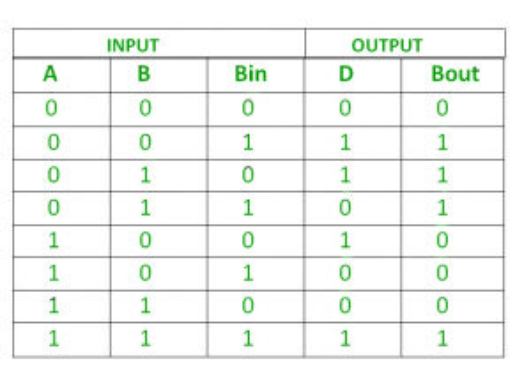 INPUT OUTPUT
A B Bin D Bout
0 0 0 0 0
0 0 1 1 1
0 1 0 1 1
0 1 1 0 1
1 0 0 1 0
1 0 1 0 0
1 1 0 0 0
1 1 1 1 1